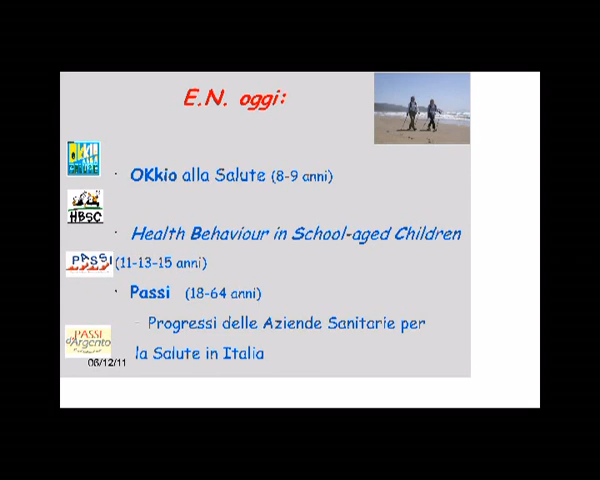 E.N. oggi:
OKkio alla Salute (8-9 anni)
HBSC
Health Behaviour in School-aged Children
PASSI
(11-13-15 anni)
Passi (18-64 anni)
- Progressi delle Aziende Sanitarie per
la Salute in Italia
PASSI
d'Argento
06/12/11